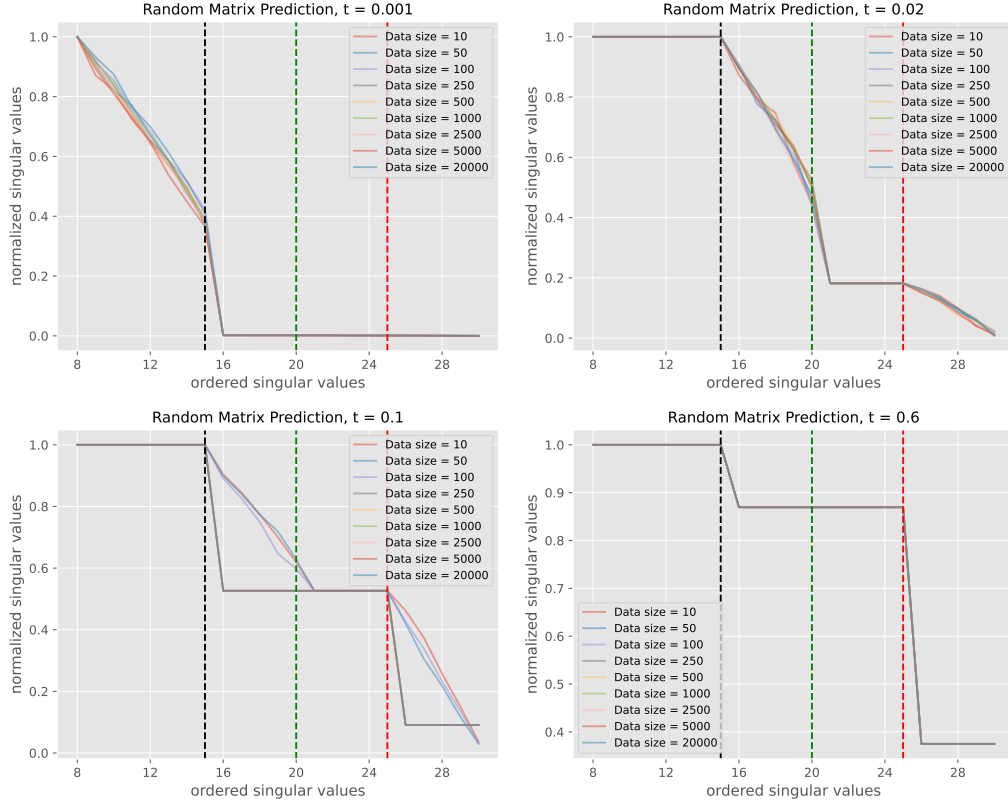 Random Matrix Prediction, t = 0.001
normalized singular values
1.0
0.8
0.6
0.4
0.2
0.0
8
12
16
20
24
28
ordered singular values
Data size = 10
Data size = 50
Data size = 100
Data size = 250
Data size = 500
Data size = 1000
Data size = 2500
Data size = 5000
Data size = 20000
Random Matrix Prediction, t = 0.02
normalized singular values
1.0
0.8
0.6
0.4
0.2
0.0
8
12
16
20
24
28
ordered singular values
Data size = 10
Data size = 50
Data size = 100
Data size = 250
Data size = 500
Data size = 1000
Data size = 2500
Data size = 5000
Data size = 20000
Random Matrix Prediction, t = 0.1
normalized singular values
1.0
0.8
0.6
0.4
0.2
0.0
8
12
16
20
24
28
ordered singular values
Data size = 10
Data size = 50
Data size = 100
Data size = 250
Data size = 500
Data size = 1000
Data size = 2500
Data size = 5000
Data size = 20000
Random Matrix Prediction, t = 0.6
normalized singular values
1.0
0.9
0.8
0.7
0.6
0.5
0.4
8
12
16
20
24
28
ordered singular values
Data size = 10
Data size = 50
Data size = 100
Data size = 250
Data size = 500
Data size = 1000
Data size = 2500
Data size = 5000
Data size = 20000